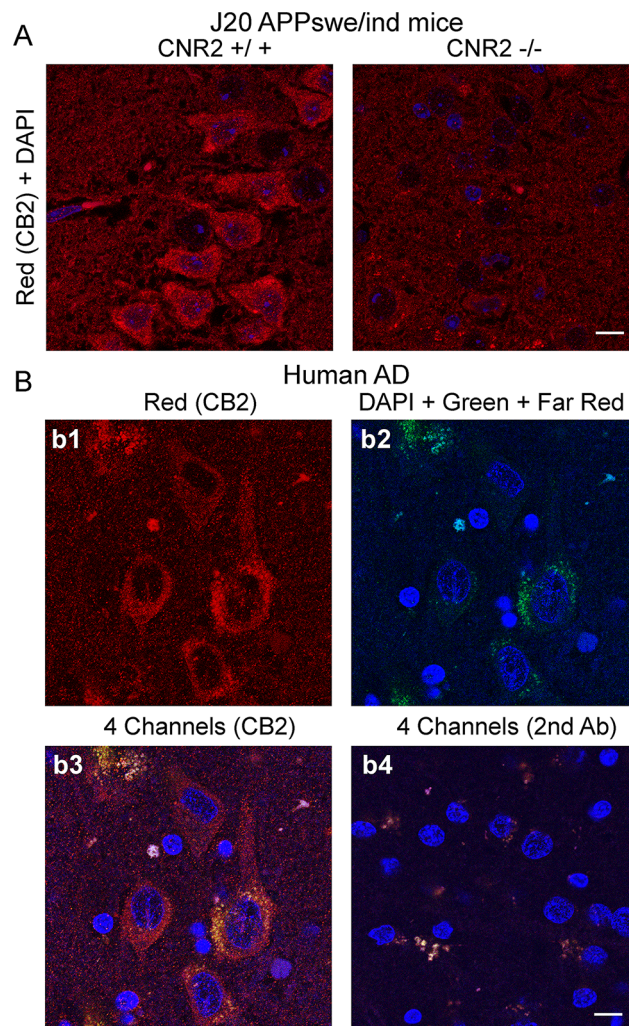 A
J20 APPswe/ind mice
CNR2 +/ +
CNR2 -/-
Red (CB2) + DAPI
B
Human AD
Red (CB2)
DAPI + Green + Far Red
b1
b2
4 Channels (CB2)
4 Channels (2nd Ab)
b3
b4